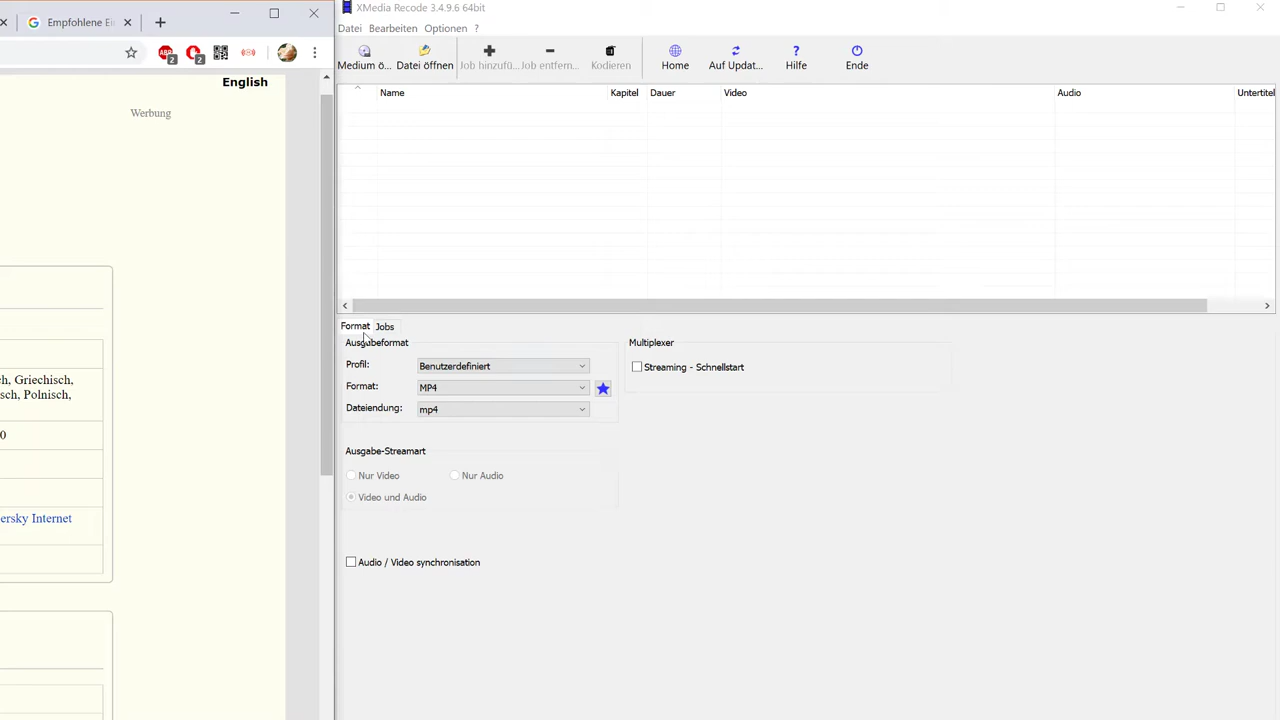 Empfohlene Ei
2
2
English
Werbung
ch, Griechisch,
sch, Polnisch,
0
ersky Internet
XMedia Recode 3.4.9.6 64bit
Datei Bearbeiten Optionen ?
Medium ö... Datei öffnen Job hinzufü... Job entfern... Kodieren Home Auf Updat... Hilfe Ende
Name Kapitel Dauer Video Audio Untertitel
Format Jobs
Ausgabeformat
Profil: Benutzerdefiniert
Format: MP4
Dateiendung: mp4
Multiplexer
Streaming - Schnellstart
Ausgabe-Streamart
Nur Video Nur Audio
Video und Audio
Audio / Video synchronisation